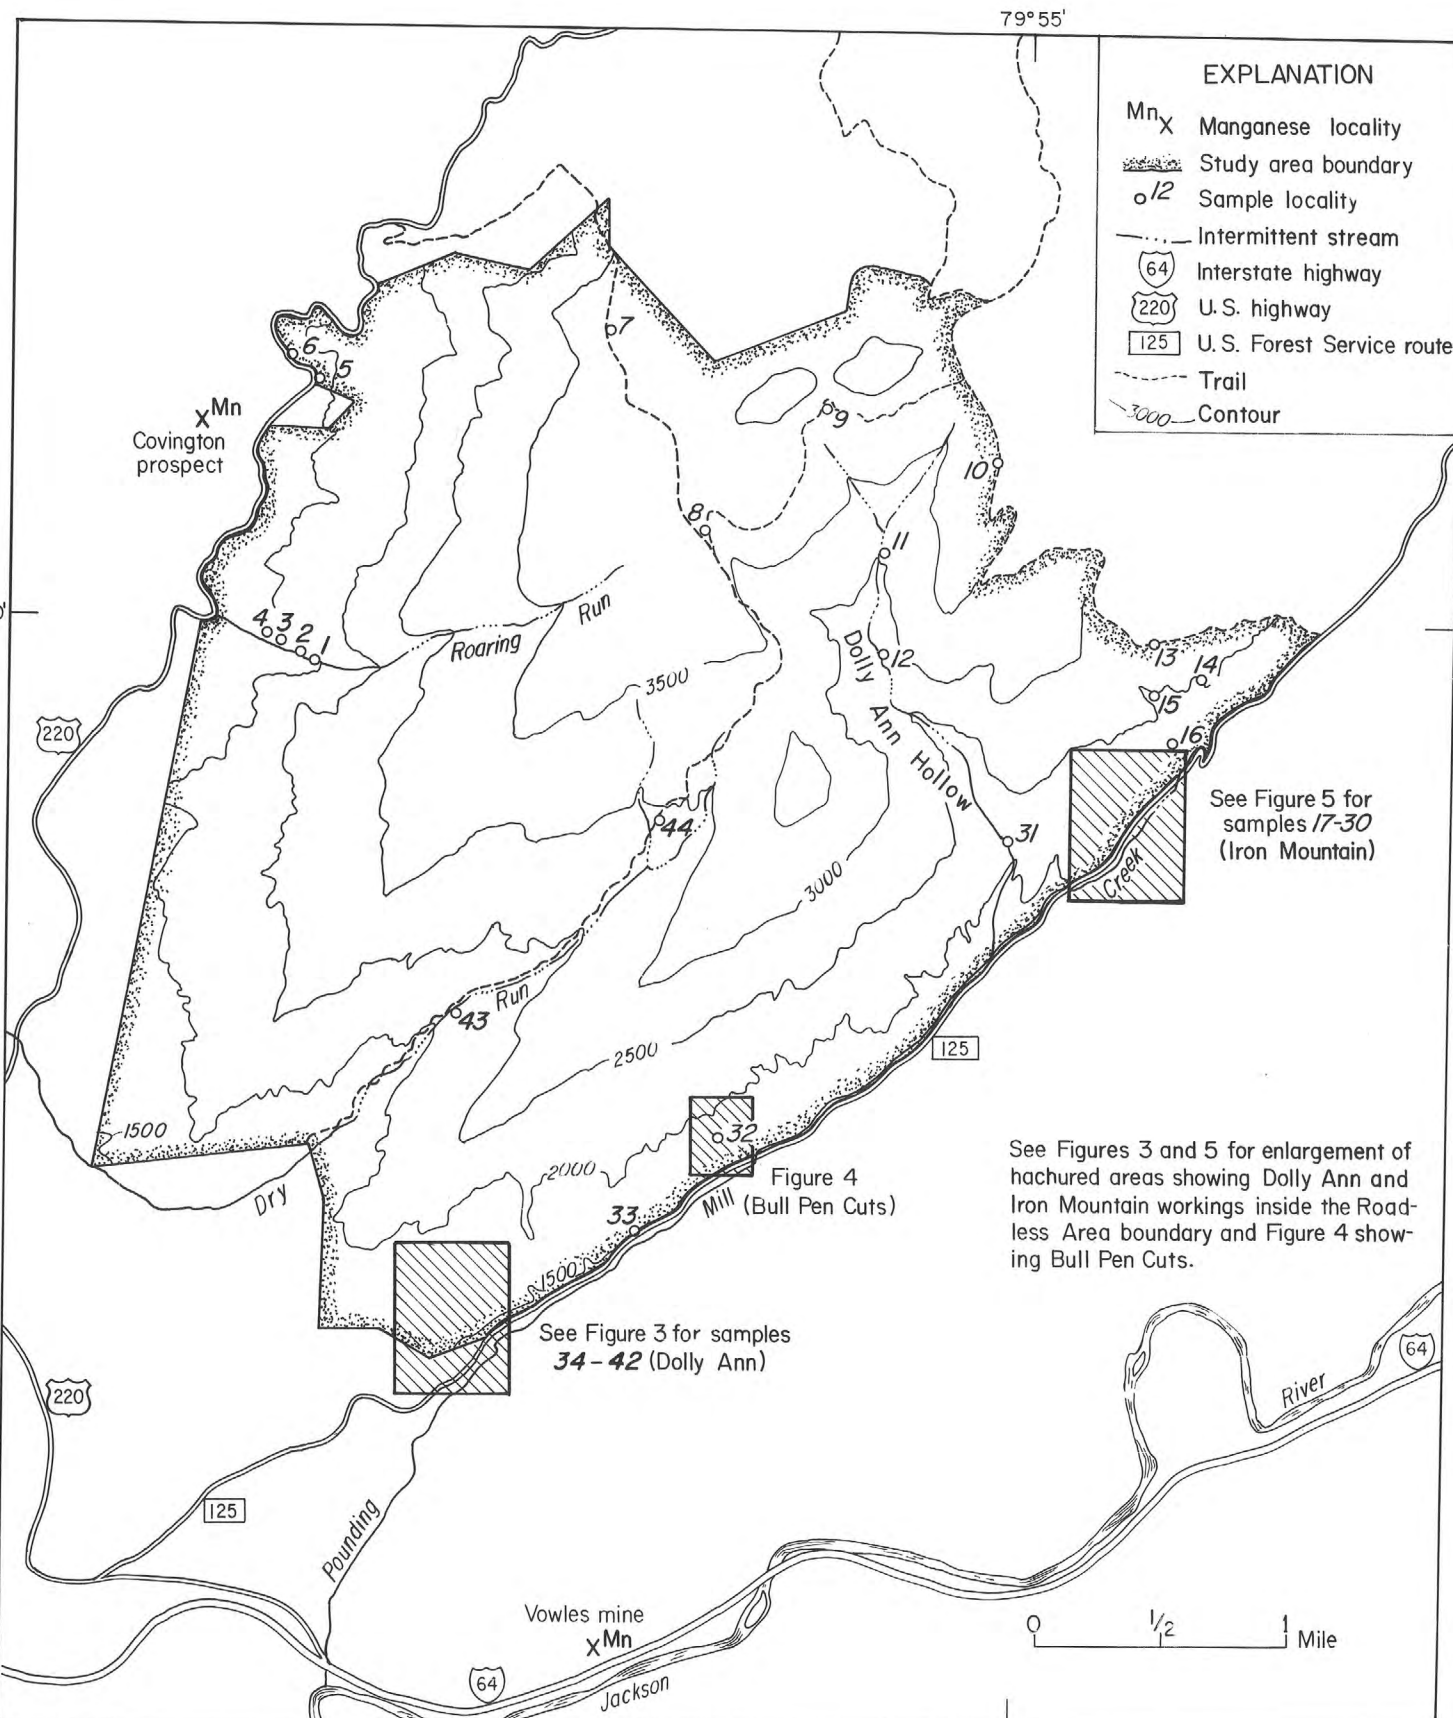 79°55'
EXPLANATION
Mn X Manganese locality
Study area boundary
12 Sample locality
Intermittent stream
64 Interstate highway
220 U.S. highway
125 U.S. Forest Service route
Trail
3000 Contour
7
6
5
X Mn
Covington
prospect
9
10
8
11
4
3
2
1
Roaring
Run
Dolly
Ann
Hollow
12
13
14
15
16
3500
220
44
31
See Figure 5 for
samples 17-30
(Iron Mountain)
Creek
3000
Run
43
2500
125
1500
32
2000
Dry
Figure 4
(Bull Pen Cuts)
Mill
33
1500
See Figures 3 and 5 for enlargement of
hachured areas showing Dolly Ann and
Iron Mountain workings inside the Road-
less Area boundary and Figure 4 show-
ing Bull Pen Cuts.
See Figure 3 for samples
34-42 (Dolly Ann)
64
River
220
125
Pounding
Vowles mine
X Mn
0 1/2 1 Mile
64
Jackson